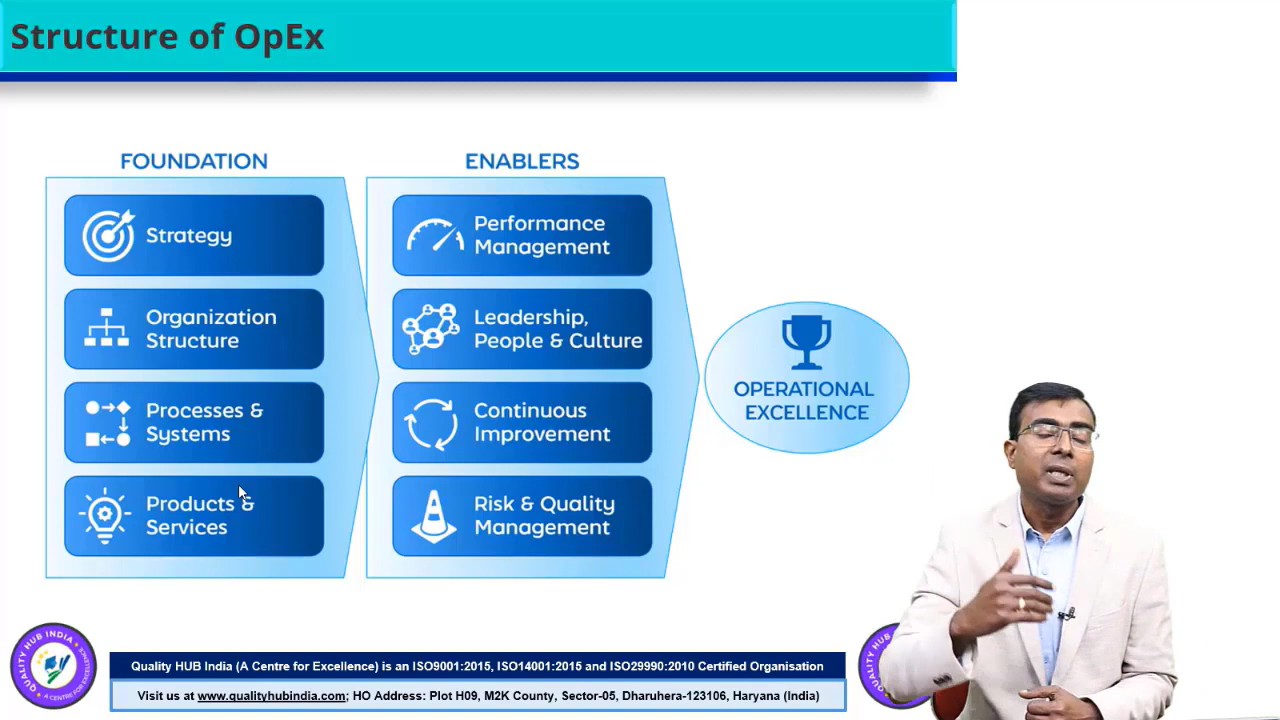 Structure of OpEx
FOUNDATION
Strategy
Organization
Structure
Processes &
Systems
Products &
Services
ENABLERS
Performance
Management
Leadership,
People & Culture
Continuous
Improvement
Risk & Quality
Management
OPERATIONAL
EXCELLENCE
QUALITY HUB INDIA
Quality HUB India (A Centre for Excellence) is an ISO9001:2015, ISO14001:2015 and ISO29990:2010 Certified Organisation
Visit us at www.qualityhubindia.com; HO Address: Plot H09, M2K County, Sector-05, Dharuhera-123106, Haryana (India)